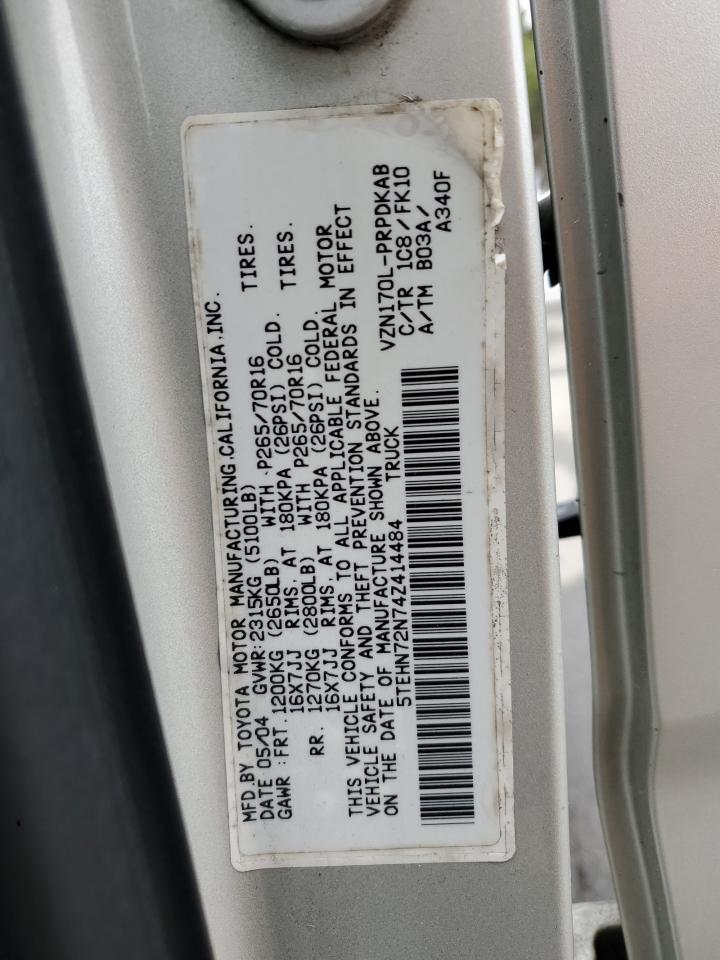 MFD.BY TOYOTA MOTOR MANUFACTURING.CALIFORNIA,INC.
DATE 05/04 GVWR:2315KG (5100LB)
GAWR :FRT.1200KG (2650LB) WITH P265/70R16 TIRES.
16X7JJ RIMS, AT 180KPA (26PSI) COLD.
RR. 1270KG (2800LB) WITH P265/70R16 TIRES.
16X7JJ RIMS, AT 180KPA (26PSI) COLD.
THIS VEHICLE CONFORMS TO ALL APPLICABLE FEDERAL MOTOR
VEHICLE SAFETY AND THEFT PREVENTION STANDARDS IN EFFECT
ON THE DATE OF MANUFACTURE SHOWN ABOVE.
5TEHN72N74Z414484 TRUCK
VZN170L-PRPDKAB
C/TR 1C8/FK10
A/TM B03A/
A340F